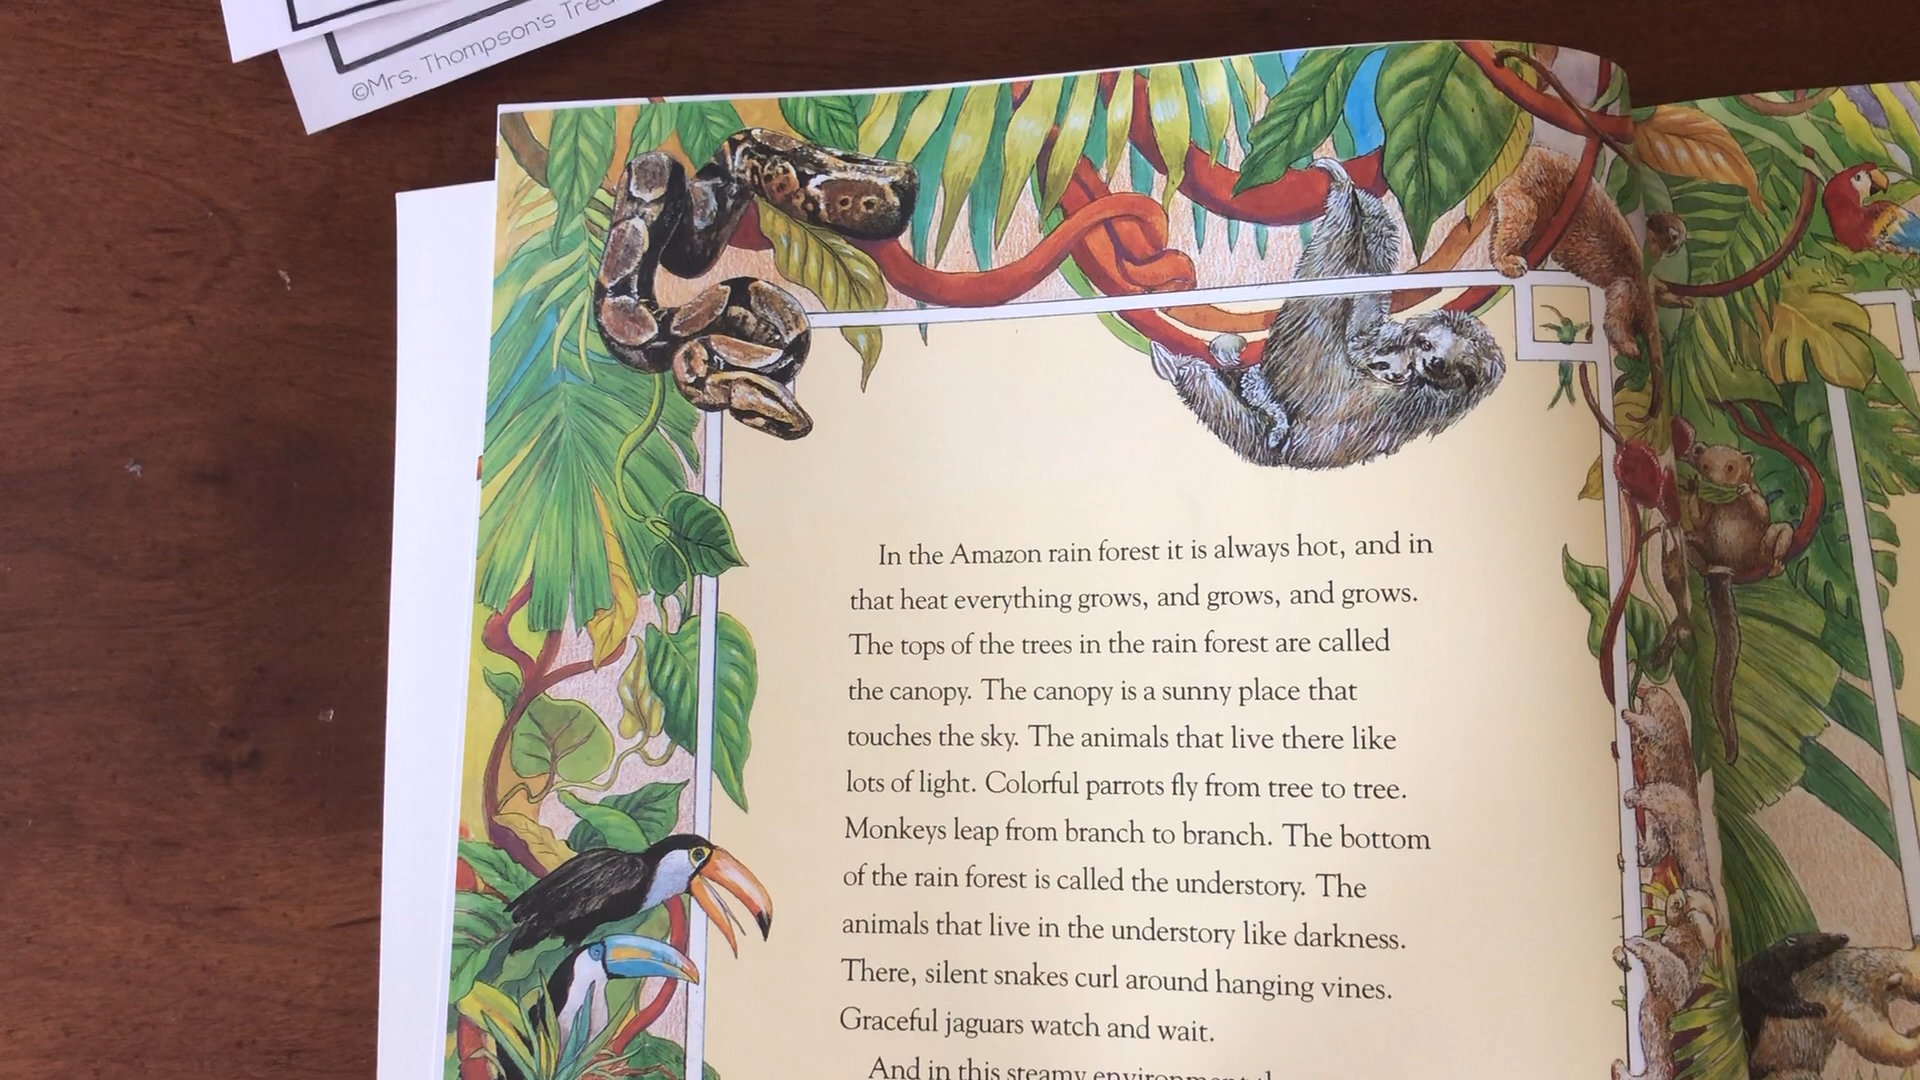 ©Mrs. Thompson's
In the Amazon rain forest it is always hot, and in
that heat everything grows, and grows, and grows.
The tops of the trees in the rain forest are called
the canopy. The canopy is a sunny place that
touches the sky. The animals that live there like
lots of light. Colorful parrots fly from tree to tree.
Monkeys leap from branch to branch. The bottom
of the rain forest is called the understory. The
animals that live in the understory like darkness.
There, silent snakes curl around hanging vines.
Graceful jaguars watch and wait.
And in this steamy